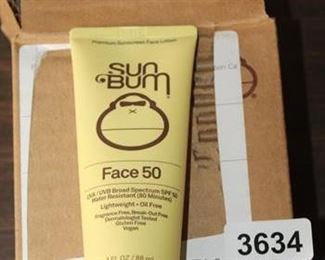 Premium Sunscreen Face Lotion
SUN
BUM
Face 50
UVA / UVB Broad Spectrum SPF 50
Water Resistant (80 Minutes)
Lightweight • Oil Free
Fragrance Free, Break-Out Free
Dermatologist Tested
Gluten Free
Vegan
3634